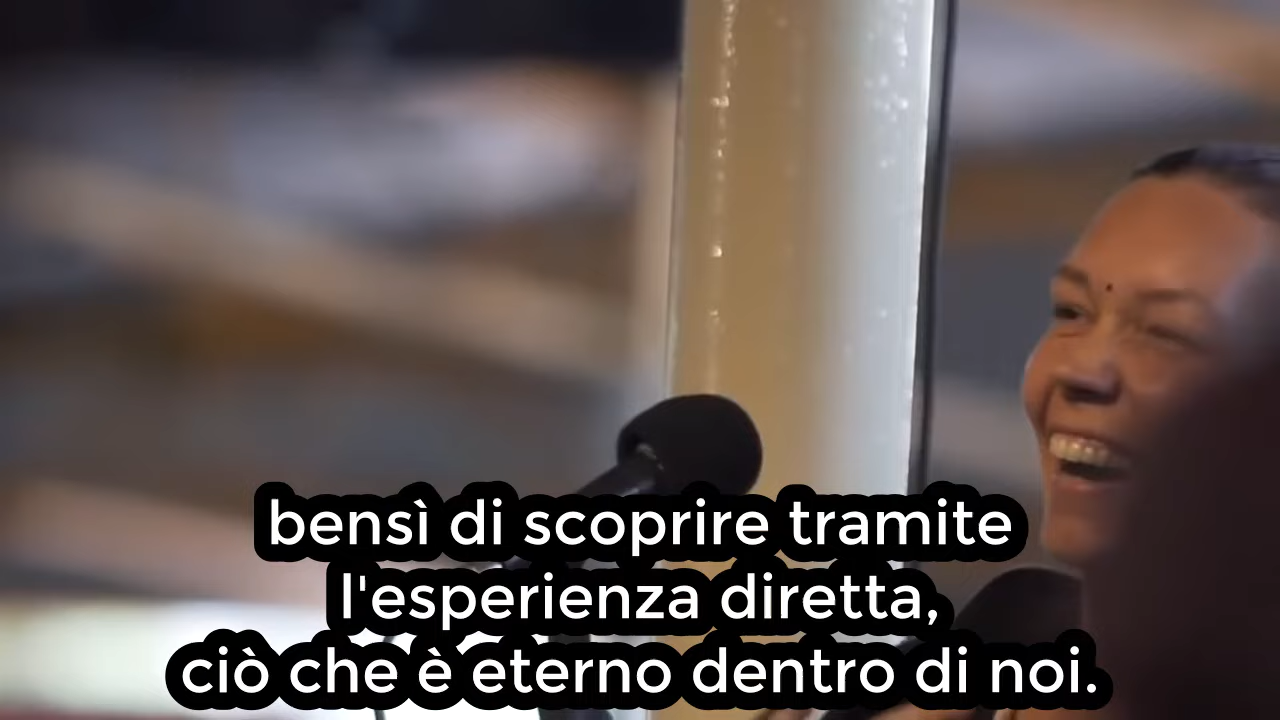 bensì di scoprire tramite
l'esperienza diretta,
ciò che è eterno dentro di noi.